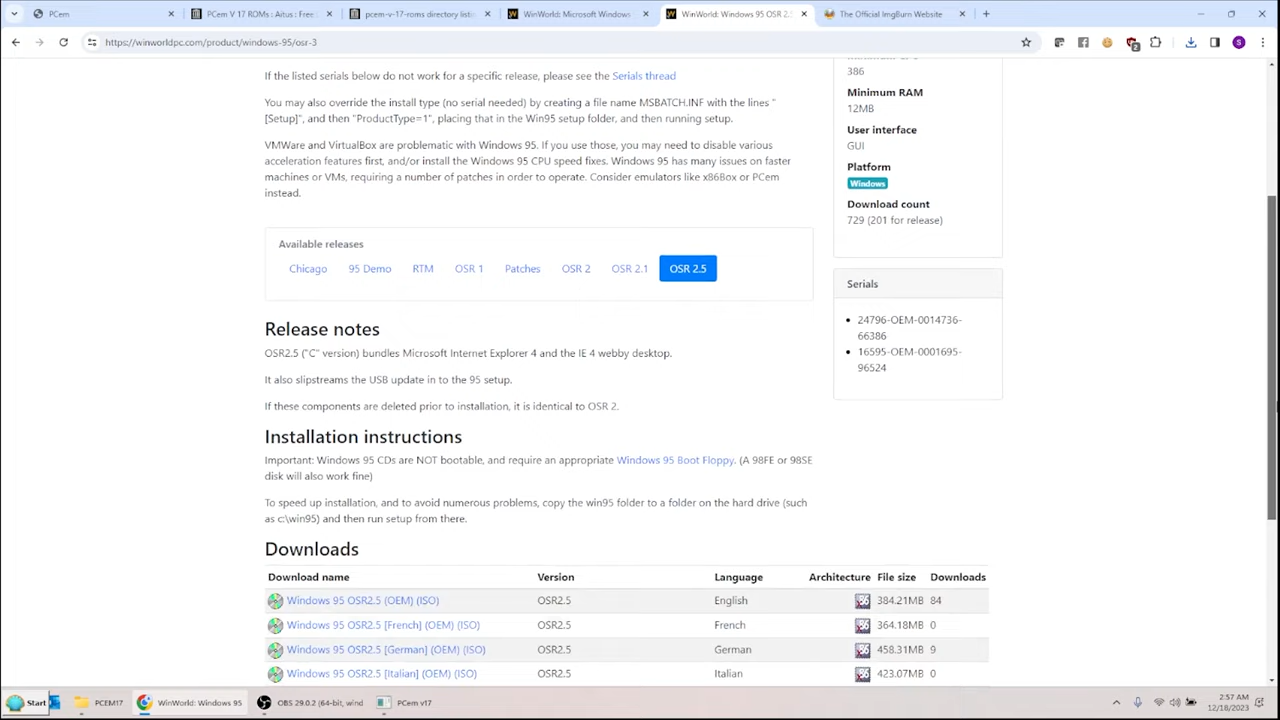 PCem
PCem V 17 ROMs : Aitus : Free
pcem-v-17-roms directory listi
WinWorld: Microsoft Windows
WinWorld: Windows 95 OSR 2.
The Official ImgBurn Website
https://winworldpc.com/product/windows-95/osr-3
2
S
If the listed serials below do not work for a specific release, please see the Serials thread
You may also override the install type (no serial needed) by creating a file name MSBATCH.INF with the lines "
[Setup]", and then "ProductType=1", placing that in the Win95 setup folder, and then running setup.
VMWare and VirtualBox are problematic with Windows 95. If you use those, you may need to disable various
acceleration features first, and/or install the Windows 95 CPU speed fixes. Windows 95 has many issues on faster
machines or VMs, requiring a number of patches in order to operate. Consider emulators like x86Box or PCem
instead.
Available releases
Chicago
95 Demo
RTM
OSR 1
Patches
OSR 2
OSR 2.1
OSR 2.5
Release notes
OSR2.5 ("C" version) bundles Microsoft Internet Explorer 4 and the IE 4 webby desktop.
It also slipstreams the USB update in to the 95 setup.
If these components are deleted prior to installation, it is identical to OSR 2.
Installation instructions
Important: Windows 95 CDs are NOT bootable, and require an appropriate Windows 95 Boot Floppy. (A 98FE or 98SE
disk will also work fine)
To speed up installation, and to avoid numerous problems, copy the win95 folder to a folder on the hard drive (such
as c:\win95) and then run setup from there.
Downloads
Download name Version Language Architecture File size Downloads
Windows 95 OSR2.5 (OEM) (ISO) OSR2.5 English 384.21MB 84
Windows 95 OSR2.5 [French] (OEM) (ISO) OSR2.5 French 364.18MB 0
Windows 95 OSR2.5 [German] (OEM) (ISO) OSR2.5 German 458.31MB 9
Windows 95 OSR2.5 [Italian] (OEM) (ISO) OSR2.5 Italian 423.07MB 0
386
Minimum RAM
12MB
User interface
GUI
Platform
Windows
Download count
729 (201 for release)
Serials
24796-OEM-0014736-
66386
16595-OEM-0001695-
96524
Start
PCEM17
WinWorld: Windows 95
OBS 29.0.2 (64-bit, wind
PCem v17
2:57 AM
12/18/2023